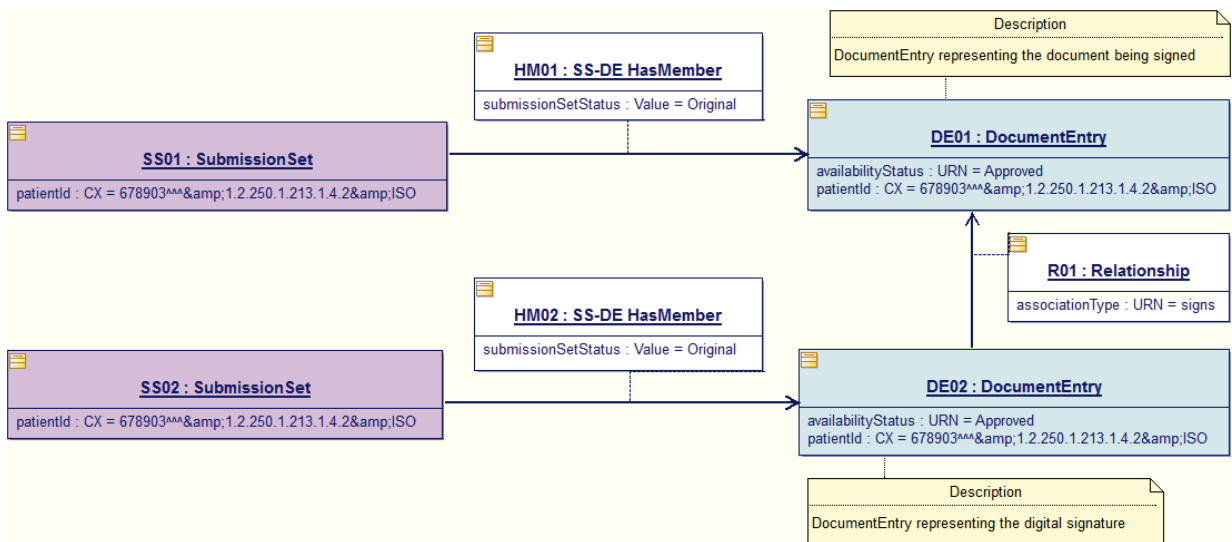 Description
DocumentEntry representing the document being signed
HM01 : SS-DE HasMember
submissionSetStatus : Value = Original
SS01 : SubmissionSet
patientId : CX = 678903^^^&amp;1.2.250.1.213.1.4.2&amp;ISO
DE01 : DocumentEntry
availabilityStatus : URN = Approved
patientId : CX = 678903^^^&amp;1.2.250.1.213.1.4.2&amp;ISO
R01 : Relationship
associationType : URN = signs
HM02 : SS-DE HasMember
submissionSetStatus : Value = Original
SS02 : SubmissionSet
patientId : CX = 678903^^^&amp;1.2.250.1.213.1.4.2&amp;ISO
DE02 : DocumentEntry
availabilityStatus : URN = Approved
patientId : CX = 678903^^^&amp;1.2.250.1.213.1.4.2&amp;ISO
Description
DocumentEntry representing the digital signature